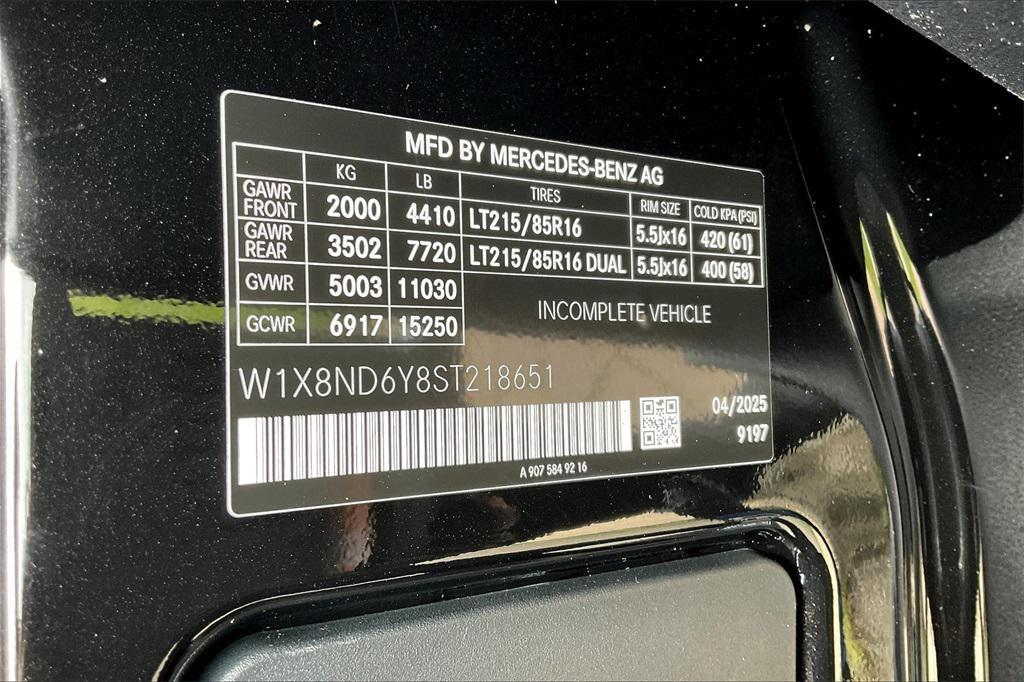 MFD BY MERCEDES-BENZ AG
KG LB TIRES RIM SIZE COLD KPA (PSI)
GAWR FRONT 2000 4410 LT215/85R16 5.5Jx16 420 (61)
GAWR REAR 3502 7720 LT215/85R16 DUAL 5.5Jx16 400 (58)
GVWR 5003 11030
INCOMPLETE VEHICLE
GCWR 6917 15250
W1X8ND6Y8ST218651
04/2025
9197
A 907 584 92 16